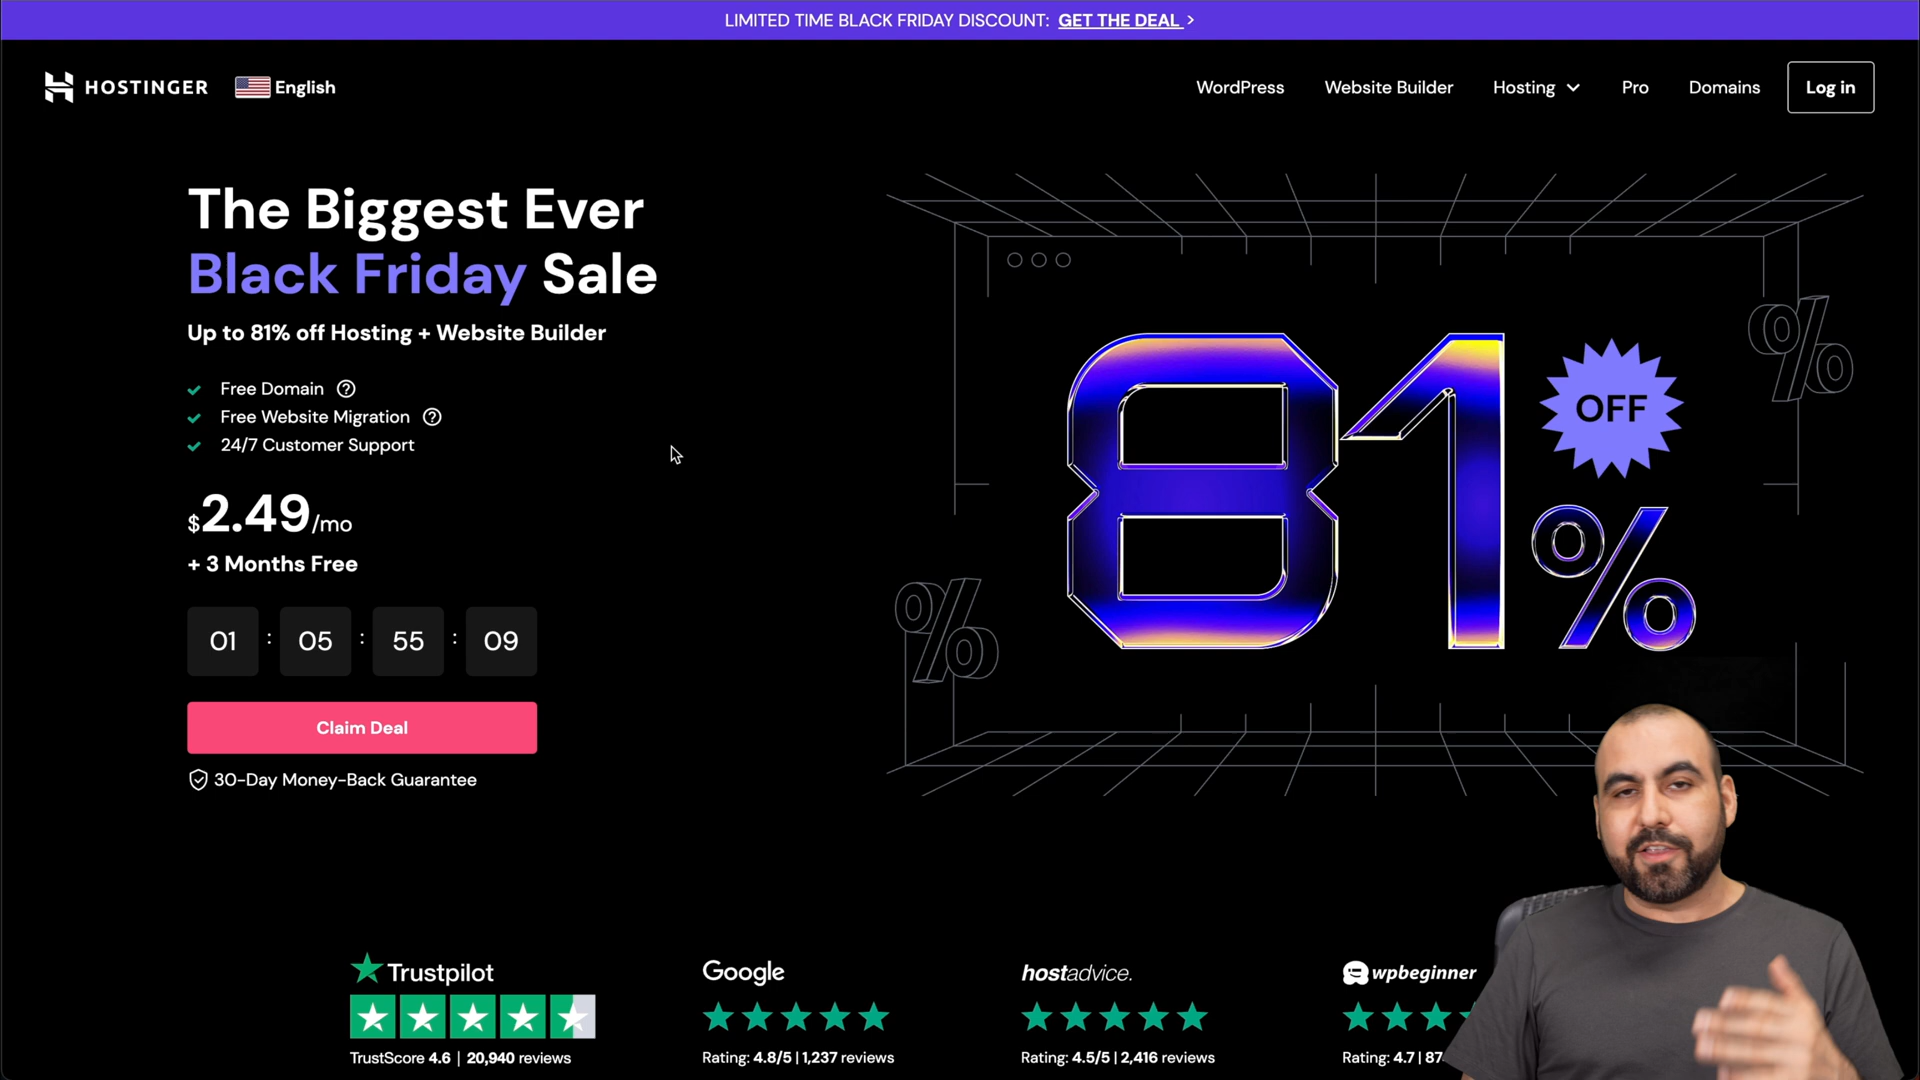 LIMITED TIME BLACK FRIDAY DISCOUNT: GET THE DEAL >
HOSTINGER English WordPress Website Builder Hosting Pro Domains Log in
The Biggest Ever
Black Friday Sale
Up to 81% off Hosting + Website Builder
Free Domain
Free Website Migration
24/7 Customer Support
$2.49/mo
+ 3 Months Free
01 : 05 : 55 : 09
Claim Deal
30-Day Money-Back Guarantee
81%
OFF
%
%
Trustpilot
TrustScore 4.6 | 20,940 reviews
Google
Rating: 4.8/5 | 1,237 reviews
hostadvice.
Rating: 4.5/5 | 2,416 reviews
wpbeginner
Rating: 4.7 | 87